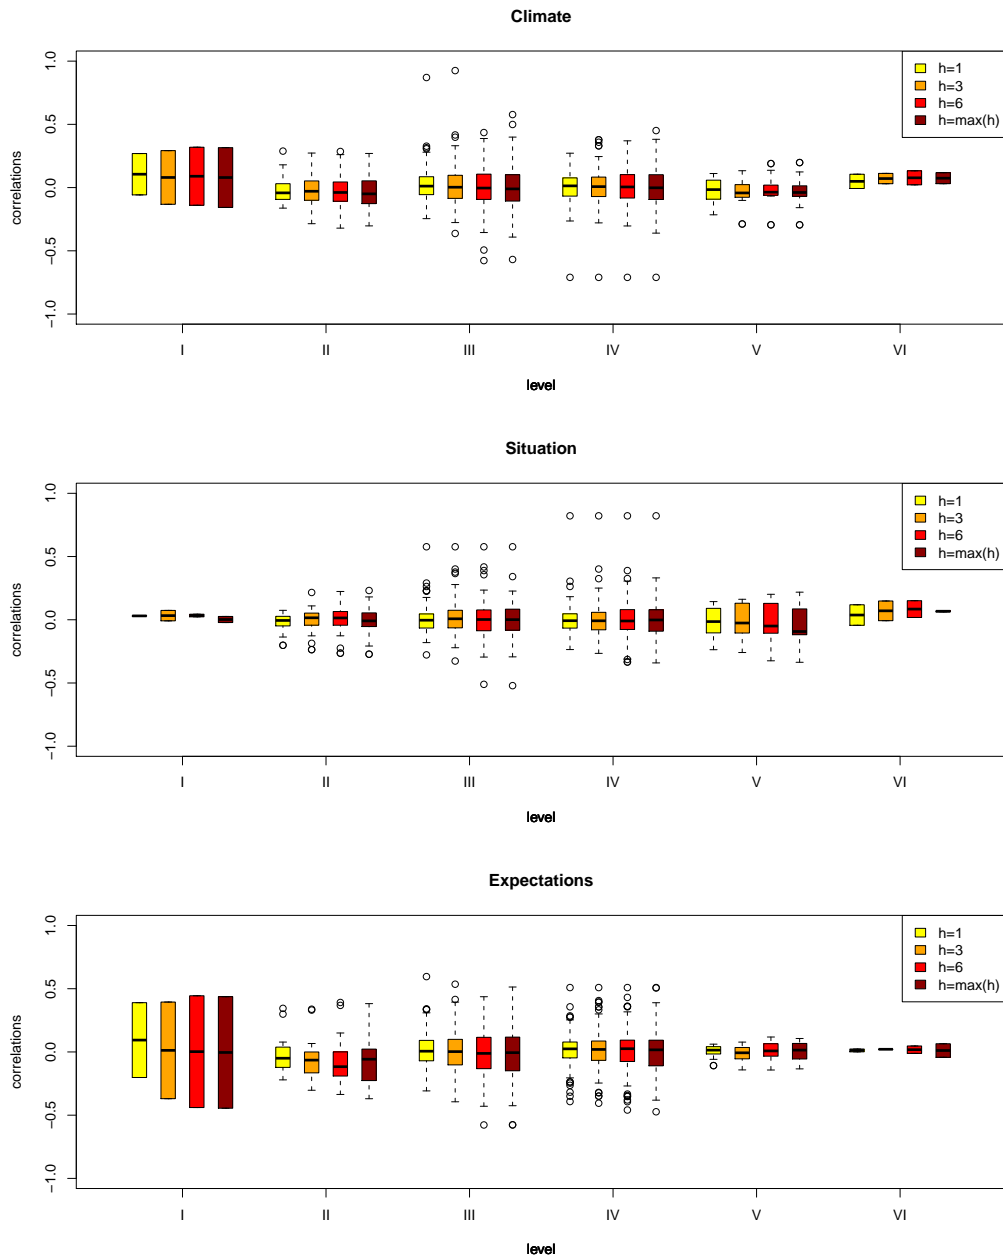 Climate
1.0
0.5
0.0
−0.5
−1.0
correlations
h=1
h=3
h=6
h=max(h)
I II III IV V VI
level
Situation
1.0
0.5
0.0
−0.5
−1.0
correlations
h=1
h=3
h=6
h=max(h)
I II III IV V VI
level
Expectations
1.0
0.5
0.0
−0.5
−1.0
correlations
h=1
h=3
h=6
h=max(h)
I II III IV V VI
level